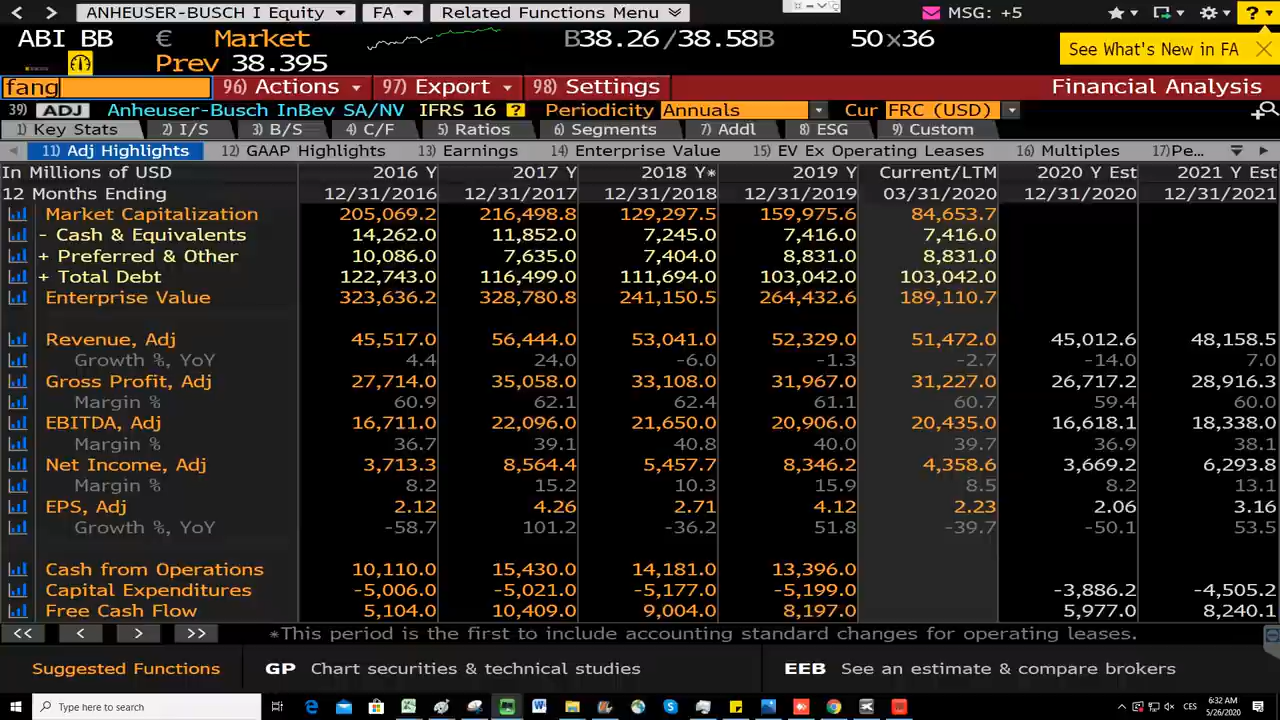 ANHEUSER-BUSCH I Equity FA Related Functions Menu MSG: +5
ABI BB € Market B38.26/38.58B 50x36
Prev 38.395
See What's New in FA
fang 96) Actions 97) Export 98) Settings Financial Analysis
39) ADJ Anheuser-Busch InBev SA/NV IFRS 16 ? Periodicity Annuals Cur FRC (USD)
1) Key Stats 2) I/S 3) B/S 4) C/F 5) Ratios 6) Segments 7) Addl 8) ESG 9) Custom
11) Adj Highlights 12) GAAP Highlights 13) Earnings 14) Enterprise Value 15) EV Ex Operating Leases 16) Multiples 17)Pe...
In Millions of USD 2016 Y 2017 Y 2018 Y* 2019 Y Current/LTM 2020 Y Est 2021 Y Est
12 Months Ending 12/31/2016 12/31/2017 12/31/2018 12/31/2019 03/31/2020 12/31/2020 12/31/2021
Market Capitalization 205,069.2 216,498.8 129,297.5 159,975.6 84,653.7
- Cash & Equivalents 14,262.0 11,852.0 7,245.0 7,416.0 7,416.0
+ Preferred & Other 10,086.0 7,635.0 7,404.0 8,831.0 8,831.0
+ Total Debt 122,743.0 116,499.0 111,694.0 103,042.0 103,042.0
Enterprise Value 323,636.2 328,780.8 241,150.5 264,432.6 189,110.7
Revenue, Adj 45,517.0 56,444.0 53,041.0 52,329.0 51,472.0 45,012.6 48,158.5
Growth %, YoY 4.4 24.0 -6.0 -1.3 -2.7 -14.0 7.0
Gross Profit, Adj 27,714.0 35,058.0 33,108.0 31,967.0 31,227.0 26,717.2 28,916.3
Margin % 60.9 62.1 62.4 61.1 60.7 59.4 60.0
EBITDA, Adj 16,711.0 22,096.0 21,650.0 20,906.0 20,435.0 16,618.1 18,338.0
Margin % 36.7 39.1 40.8 40.0 39.7 36.9 38.1
Net Income, Adj 3,713.3 8,564.4 5,457.7 8,346.2 4,358.6 3,669.2 6,293.8
Margin % 8.2 15.2 10.3 15.9 8.5 8.2 13.1
EPS, Adj 2.12 4.26 2.71 4.12 2.23 2.06 3.16
Growth %, YoY -58.7 101.2 -36.2 51.8 -39.7 -50.1 53.5
Cash from Operations 10,110.0 15,430.0 14,181.0 13,396.0
Capital Expenditures -5,006.0 -5,021.0 -5,177.0 -5,199.0 -3,886.2 -4,505.2
Free Cash Flow 5,104.0 10,409.0 9,004.0 8,197.0 5,977.0 8,240.1
<< < > >> *This period is the first to include accounting standard changes for operating leases.
Suggested Functions GP Chart securities & technical studies EEB See an estimate & compare brokers
Type here to search CES 6:32 AM
5/26/2020